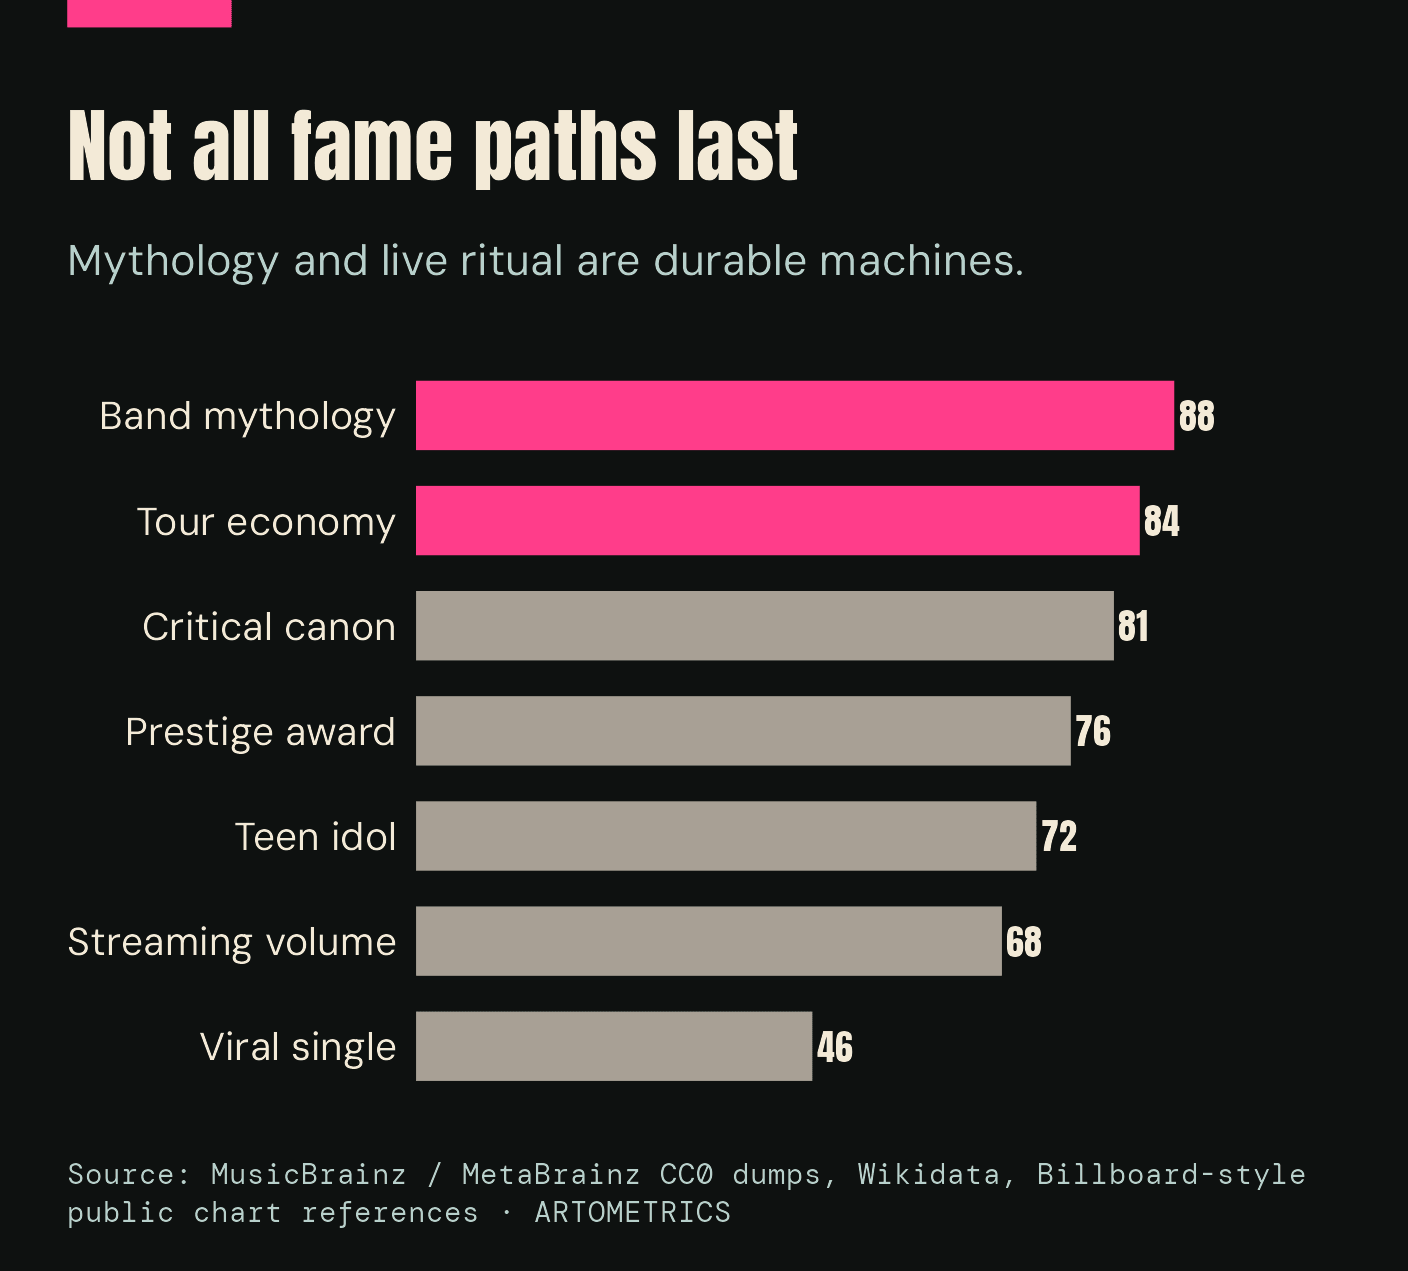 Not all fame paths last
Mythology and live ritual are durable machines.
Band mythology 88
Tour economy 84
Critical canon 81
Prestige award 76
Teen idol 72
Streaming volume 68
Viral single 46
Source: MusicBrainz / MetaBrainz CC0 dumps, Wikidata, Billboard-style
public chart references · ARTOMETRICS